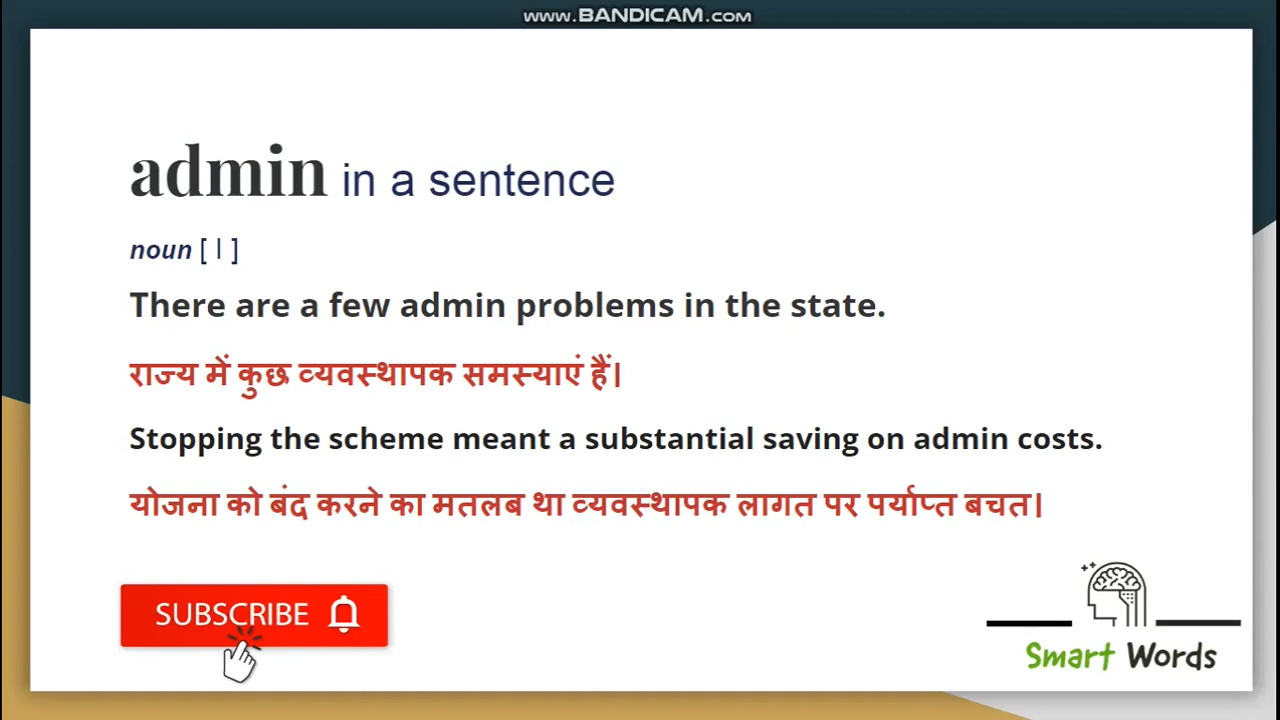 www.BANDICAM.com
admin in a sentence
noun [ I ]
There are a few admin problems in the state.
राज्य में कुछ व्यवस्थापक समस्याएं हैं।
Stopping the scheme meant a substantial saving on admin costs.
योजना को बंद करने का मतलब था व्यवस्थापक लागत पर पर्याप्त बचत।
SUBSCRIBE
Smart Words